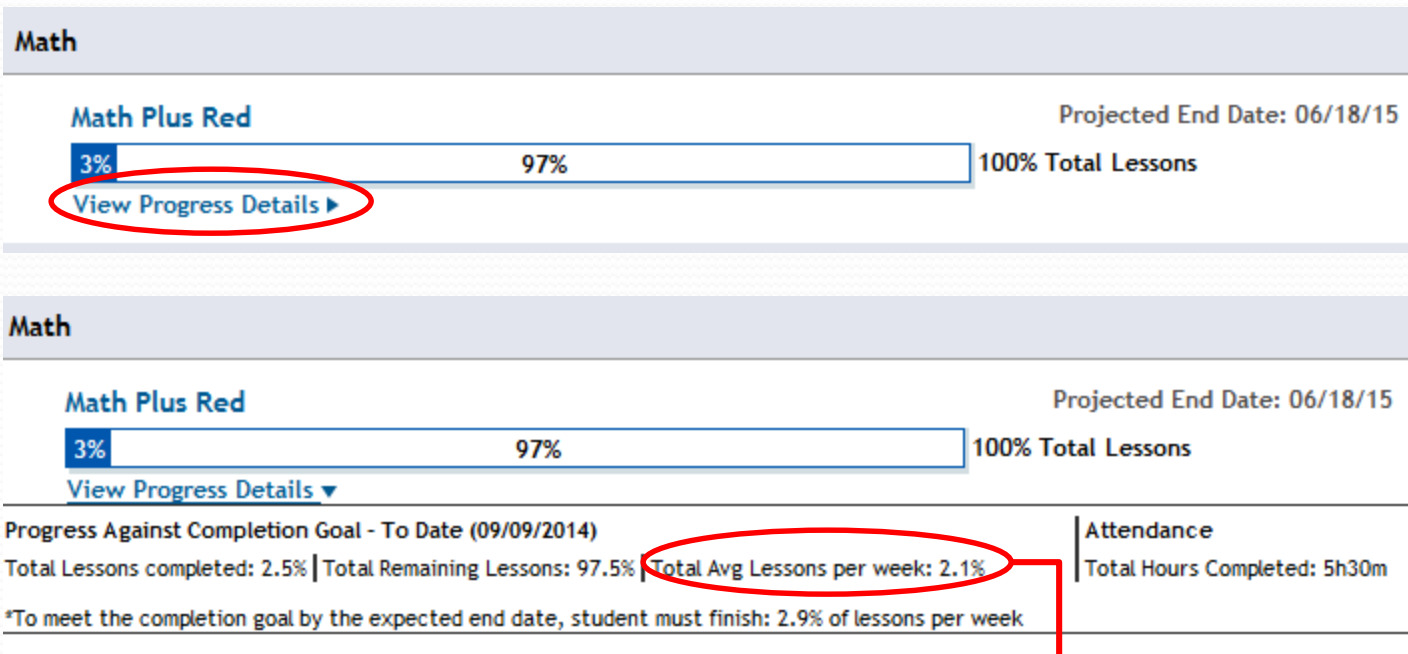 Math
Math Plus Red
Projected End Date: 06/18/15
3% 97% 100% Total Lessons
View Progress Details ▶
Math
Math Plus Red
Projected End Date: 06/18/15
3% 97% 100% Total Lessons
View Progress Details ▼
Progress Against Completion Goal - To Date (09/09/2014)
Attendance
Total Lessons completed: 2.5% | Total Remaining Lessons: 97.5% | Total Avg Lessons per week: 2.1%
Total Hours Completed: 5h30m
*To meet the completion goal by the expected end date, student must finish: 2.9% of lessons per week